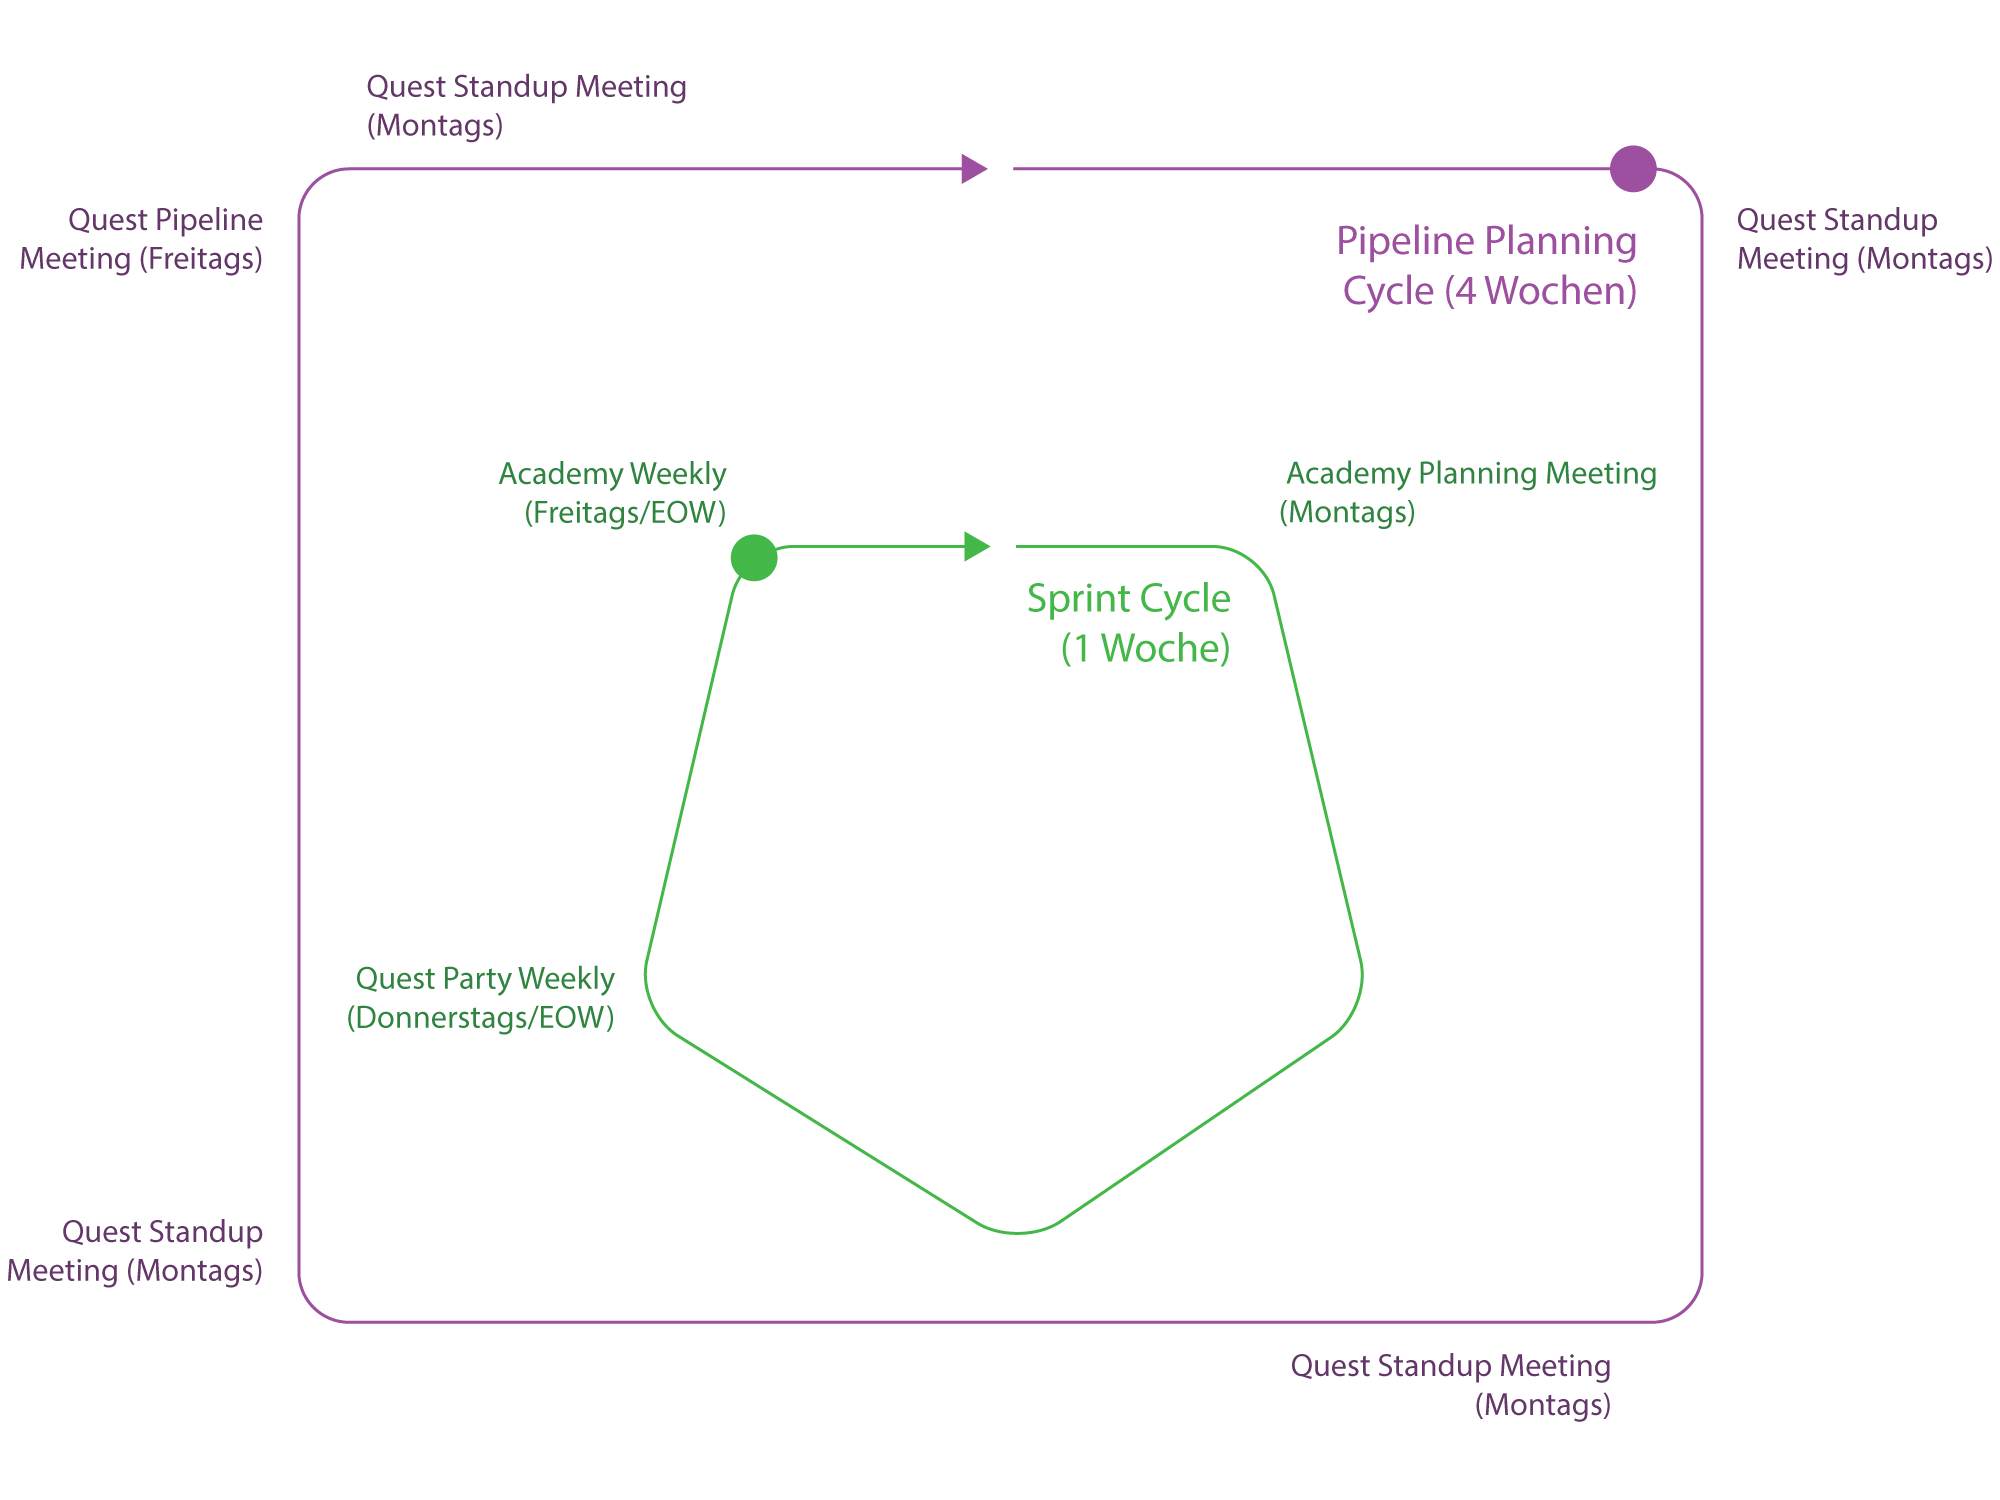 Quest Standup Meeting
(Montags)
Quest Pipeline
Meeting (Freitags)
Pipeline Planning
Cycle (4 Wochen)
Quest Standup
Meeting (Montags)
Academy Weekly
(Freitags/EOW)
Academy Planning Meeting
(Montags)
Sprint Cycle
(1 Woche)
Quest Party Weekly
(Donnerstags/EOW)
Quest Standup
Meeting (Montags)
Quest Standup Meeting
(Montags)